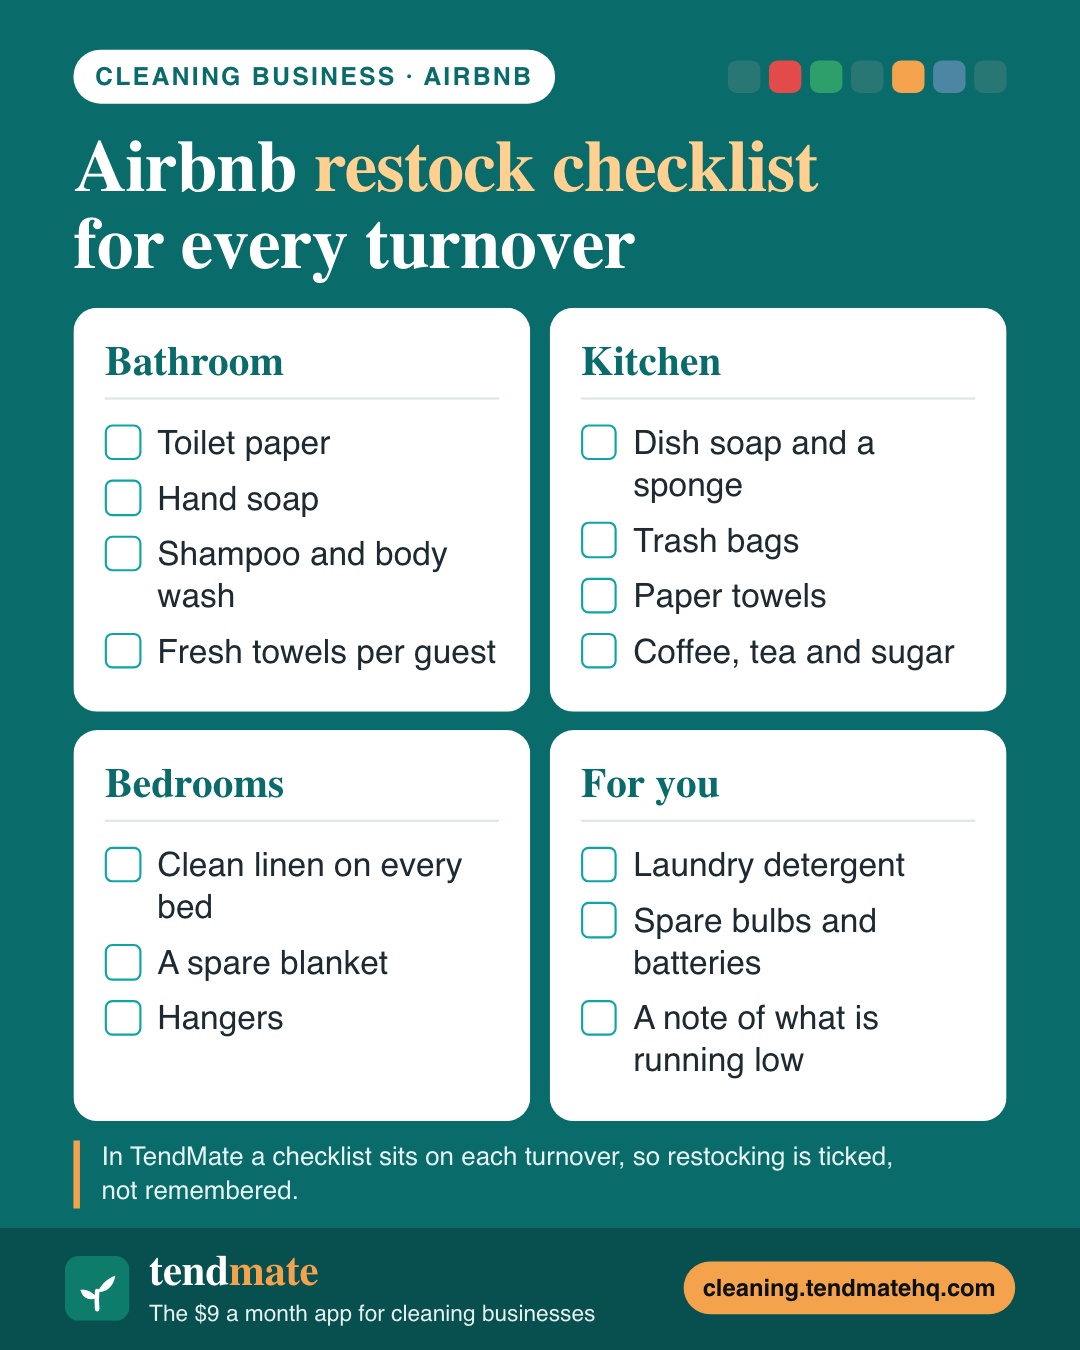 CLEANING BUSINESS · AIRBNB
Airbnb restock checklist
for every turnover
Bathroom
Toilet paper
Hand soap
Shampoo and body
wash
Fresh towels per guest
Kitchen
Dish soap and a
sponge
Trash bags
Paper towels
Coffee, tea and sugar
Bedrooms
Clean linen on every
bed
A spare blanket
Hangers
For you
Laundry detergent
Spare bulbs and
batteries
A note of what is
running low
In TendMate a checklist sits on each turnover, so restocking is ticked,
not remembered.
tendmate
The $9 a month app for cleaning businesses
cleaning.tendmatehq.com